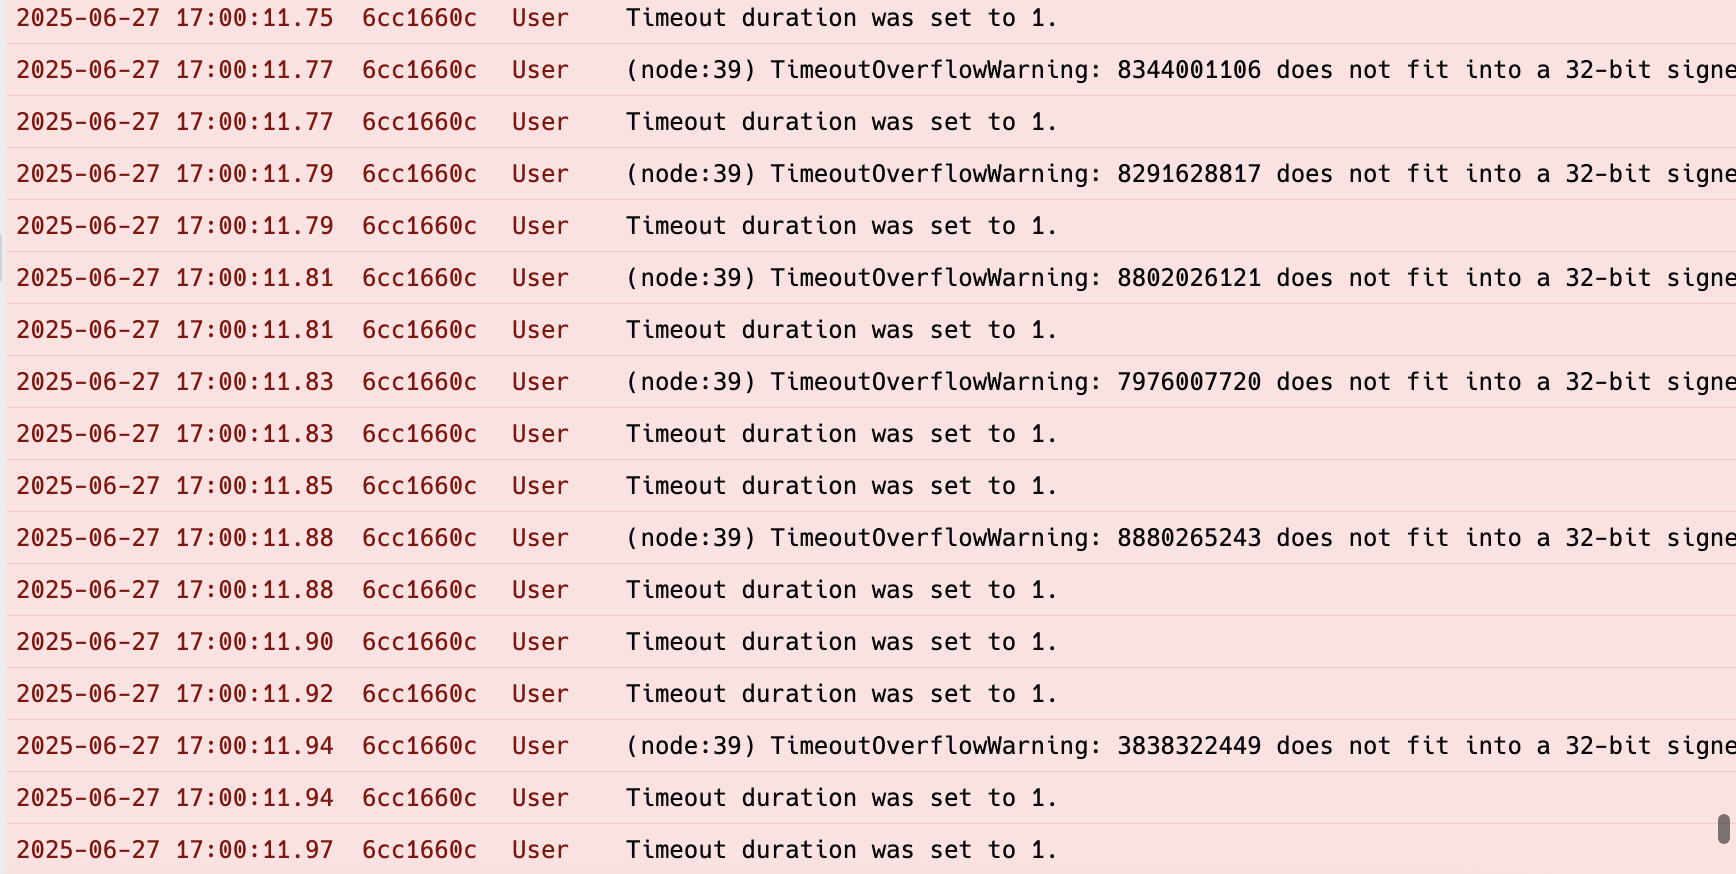 2025-06-27 17:00:11.75 6cc1660c User Timeout duration was set to 1.
2025-06-27 17:00:11.77 6cc1660c User (node:39) TimeoutOverflowWarning: 8344001106 does not fit into a 32-bit signe
2025-06-27 17:00:11.77 6cc1660c User Timeout duration was set to 1.
2025-06-27 17:00:11.79 6cc1660c User (node:39) TimeoutOverflowWarning: 8291628817 does not fit into a 32-bit signe
2025-06-27 17:00:11.79 6cc1660c User Timeout duration was set to 1.
2025-06-27 17:00:11.81 6cc1660c User (node:39) TimeoutOverflowWarning: 8802026121 does not fit into a 32-bit signe
2025-06-27 17:00:11.81 6cc1660c User Timeout duration was set to 1.
2025-06-27 17:00:11.83 6cc1660c User (node:39) TimeoutOverflowWarning: 7976007720 does not fit into a 32-bit signe
2025-06-27 17:00:11.83 6cc1660c User Timeout duration was set to 1.
2025-06-27 17:00:11.85 6cc1660c User Timeout duration was set to 1.
2025-06-27 17:00:11.88 6cc1660c User (node:39) TimeoutOverflowWarning: 8880265243 does not fit into a 32-bit signe
2025-06-27 17:00:11.88 6cc1660c User Timeout duration was set to 1.
2025-06-27 17:00:11.90 6cc1660c User Timeout duration was set to 1.
2025-06-27 17:00:11.92 6cc1660c User Timeout duration was set to 1.
2025-06-27 17:00:11.94 6cc1660c User (node:39) TimeoutOverflowWarning: 3838322449 does not fit into a 32-bit signe
2025-06-27 17:00:11.94 6cc1660c User Timeout duration was set to 1.
2025-06-27 17:00:11.97 6cc1660c User Timeout duration was set to 1.